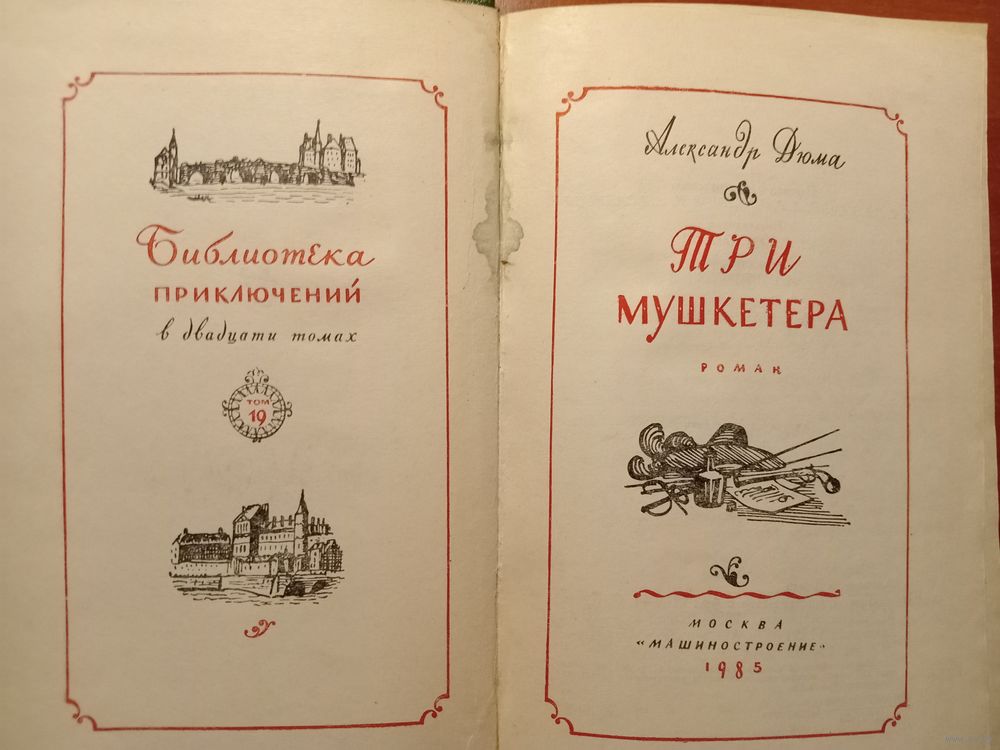 Библиотека
ПРИКЛЮЧЕНИЙ
в двадцати томах
ТОМ
19
Александр Дюма
ТРИ
МУШКЕТЕРА
РОМАН
МОСКВА
«МАШИНОСТРОЕНИЕ»
1985